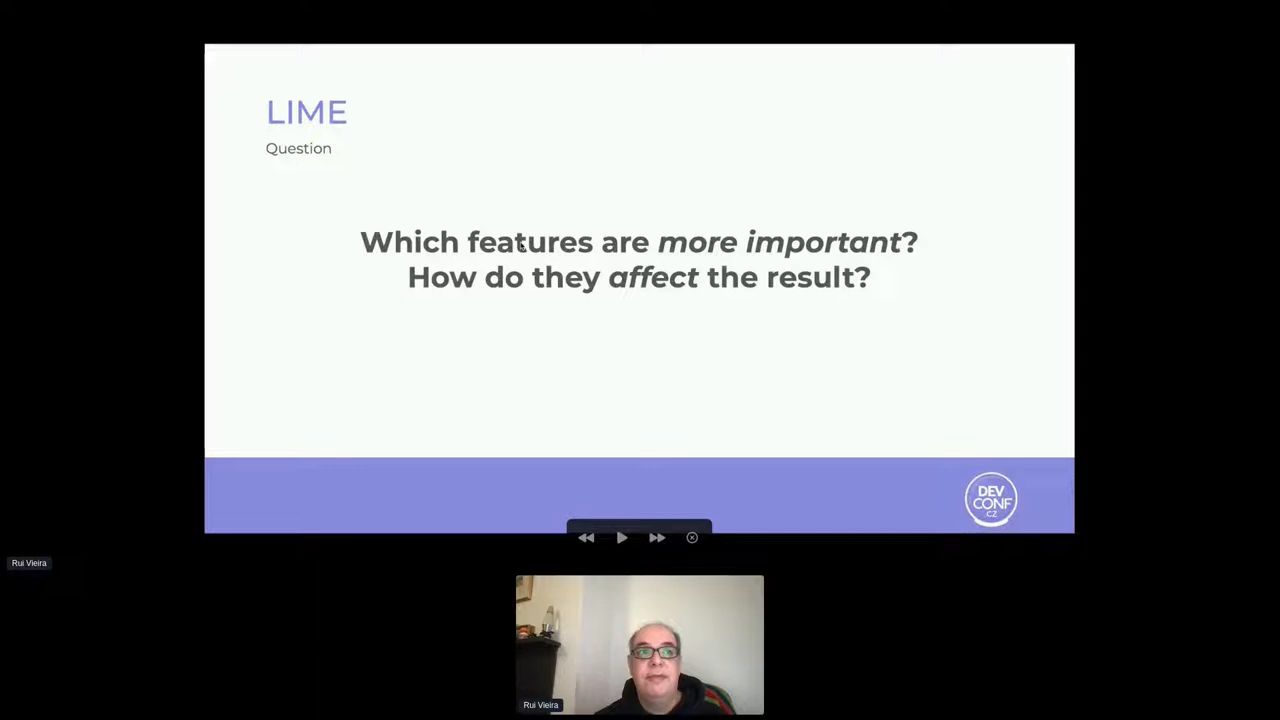 LIME
Question
Which features are more important?
How do they affect the result?
DEV
CONF
.CZ
Rui Vieira
Rui Vieira